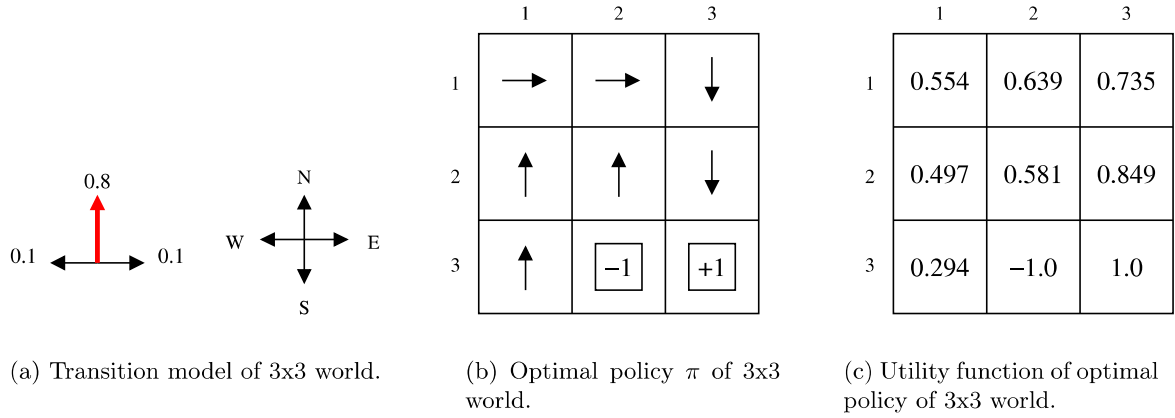 1 2 3
1
2
3
−1 +1
1 2 3
1 0.554 0.639 0.735
2 0.497 0.581 0.849
3 0.294 −1.0 1.0
0.8
0.1 0.1
N
W E
S
(a) Transition model of 3x3 world.
(b) Optimal policy π of 3x3
world.
(c) Utility function of optimal
policy of 3x3 world.